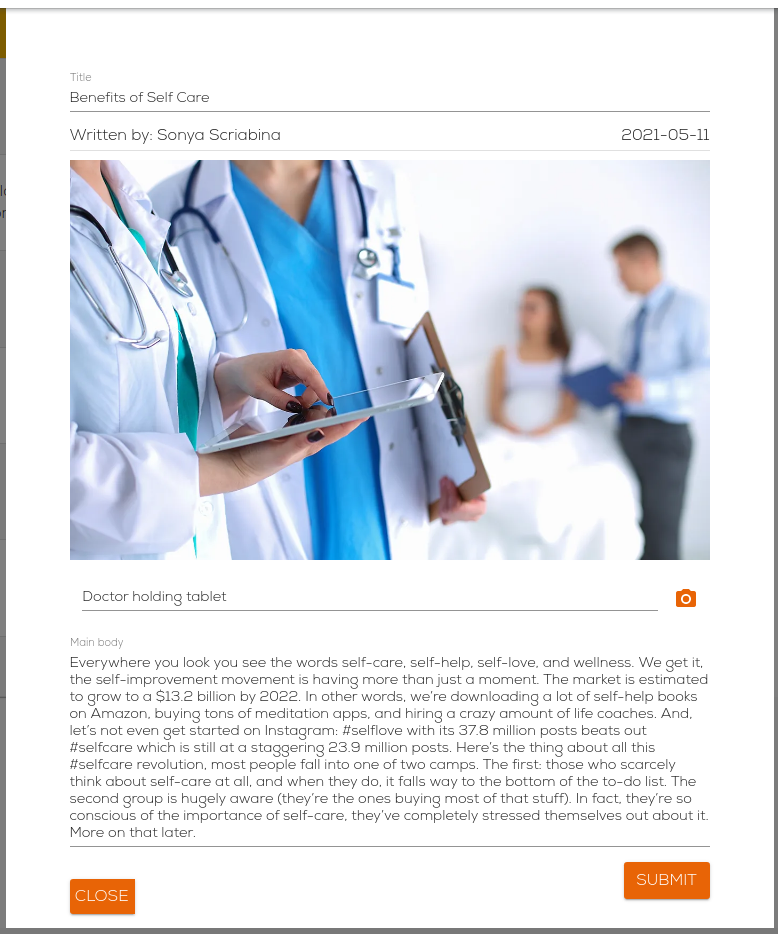 Title
Benefits of Self Care
Written by: Sonya Scriabina
2021-05-11
Doctor holding tablet
Main body
Everywhere you look you see the words self-care, self-help, self-love, and wellness. We get it,
the self-improvement movement is having more than just a moment. The market is estimated
to grow to a $13.2 billion by 2022. In other words, we're downloading a lot of self-help books
on Amazon, buying tons of meditation apps, and hiring a crazy amount of life coaches. And,
let's not even get started on Instagram: #selflove with its 37.8 million posts beats out
#selfcare which is still at a staggering 23.9 million posts. Here's the thing about all this
#selfcare revolution, most people fall into one of two camps. The first: those who scarcely
think about self-care at all, and when they do, it falls way to the bottom of the to-do list. The
second group is hugely aware (they're the ones buying most of that stuff). In fact, they're so
conscious of the importance of self-care, they've completely stressed themselves out about it.
More on that later.
CLOSE
SUBMIT